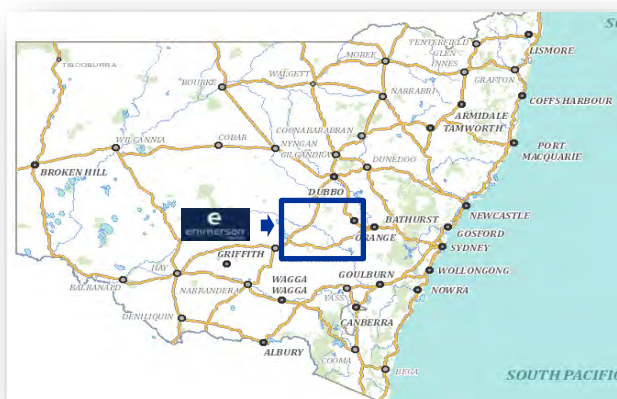 SO
TENTERFIELD
LISMORE
GLEN
INNES
MOREE
TIBOOBURRA
WALGETT
GRAFTON
BOURKE
NARRABRI
COFFS HARBOUR
ARMIDALE
COONABARABRAN
TAMWORTH
COBAR
WILCANNIA
NYNGAN
PORT
MACQUARIE
GILGANDRA
DUNEDOO
BROKEN HILL
DUBBO
NEWCASTLE
BATHURST
emmerson
GOSFORD
ORANGE
SYDNEY
GRIFFITH
HAY
WOLLONGONG
WAGGA
WAGGA
GOULBURN
BALRANALD
NARRANDERA
YASS
NOWRA
DENILIQUIN
CANBERRA
ALBURY
COOMA
BEGA
SOUTH PACIFIC